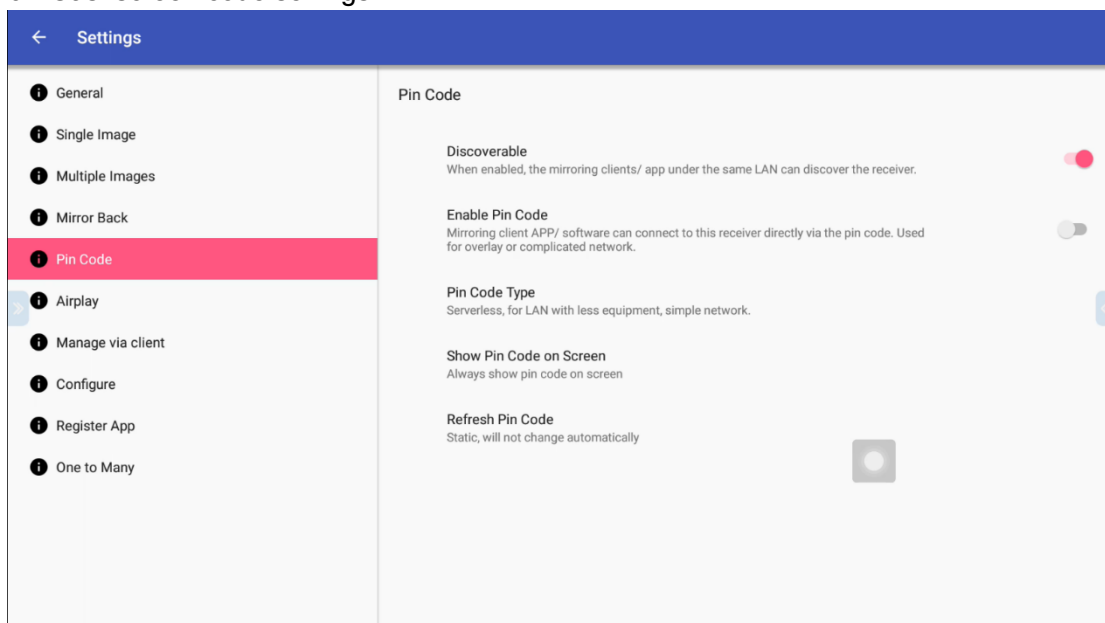 Settings
General
Single Image
Multiple Images
Mirror Back
Pin Code
Airplay
Manage via client
Configure
Register App
One to Many
Pin Code
Discoverable
When enabled, the mirroring clients/ app under the same LAN can discover the receiver.
Enable Pin Code
Mirroring client APP/ software can connect to this receiver directly via the pin code. Used
for overlay or complicated network.
Pin Code Type
Serverless, for LAN with less equipment, simple network.
Show Pin Code on Screen
Always show pin code on screen
Refresh Pin Code
Static, will not change automatically